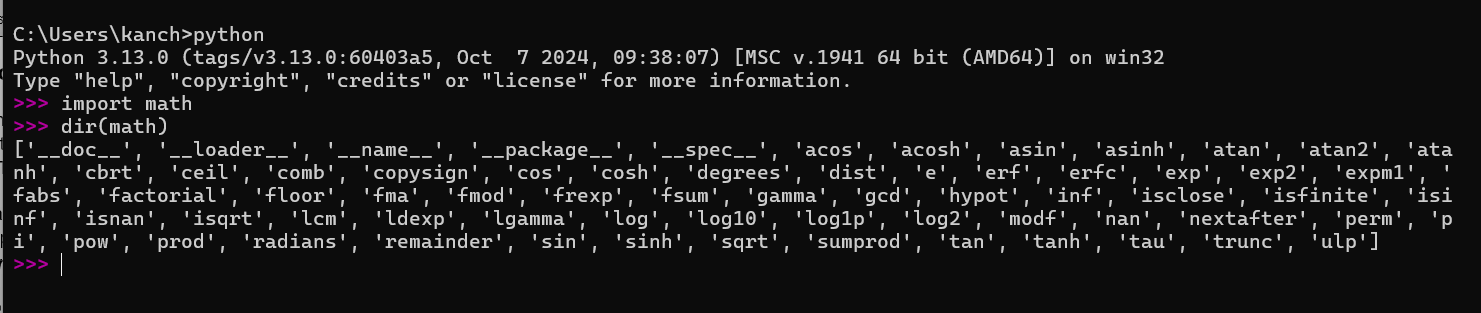 C:\Users\kanch>python
Python 3.13.0 (tags/v3.13.0:60403a5, Oct  7 2024, 09:38:07) [MSC v.1941 64 bit (AMD64)] on win32
Type "help", "copyright", "credits" or "license" for more information.
>>> import math
>>> dir(math)
['__doc__', '__loader__', '__name__', '__package__', '__spec__', 'acos', 'acosh', 'asin', 'asinh', 'atan', 'atan2', 'ata
nh', 'cbrt', 'ceil', 'comb', 'copysign', 'cos', 'cosh', 'degrees', 'dist', 'e', 'erf', 'erfc', 'exp', 'exp2', 'expm1', '
fabs', 'factorial', 'floor', 'fma', 'fmod', 'frexp', 'fsum', 'gamma', 'gcd', 'hypot', 'inf', 'isclose', 'isfinite', 'isi
nf', 'isnan', 'isqrt', 'lcm', 'ldexp', 'lgamma', 'log', 'log10', 'log1p', 'log2', 'modf', 'nan', 'nextafter', 'perm', 'p
i', 'pow', 'prod', 'radians', 'remainder', 'sin', 'sinh', 'sqrt', 'sumprod', 'tan', 'tanh', 'tau', 'trunc', 'ulp']
>>>